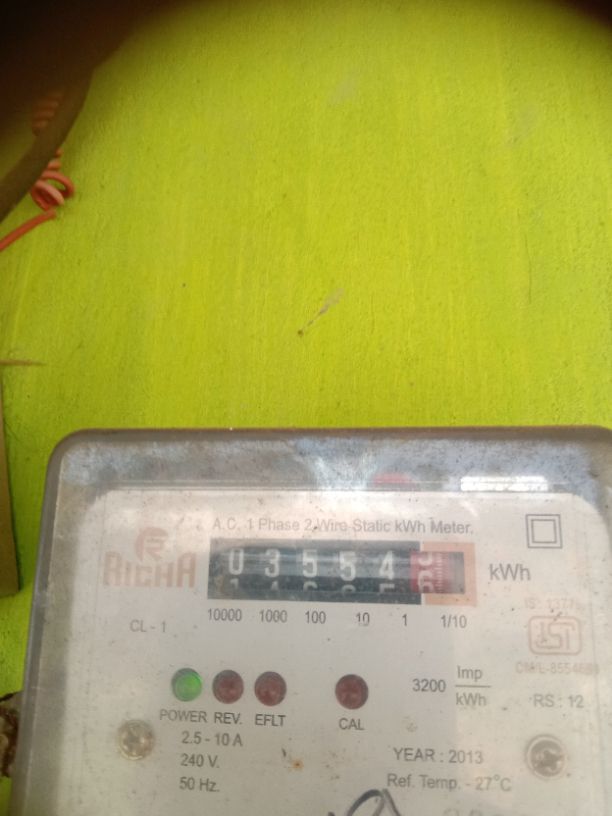 A.C. 1 Phase 2 Wire Static kWh Meter.
RICHA
0 3 5 5 4
kWh
10000 1000 100 10 1 1/10
CL - 1
3200 Imp
kWh
RS : 12
POWER REV. EFLT CAL
2.5 - 10 A
240 V.
50 Hz.
YEAR : 2013
Ref. Temp. - 27°C